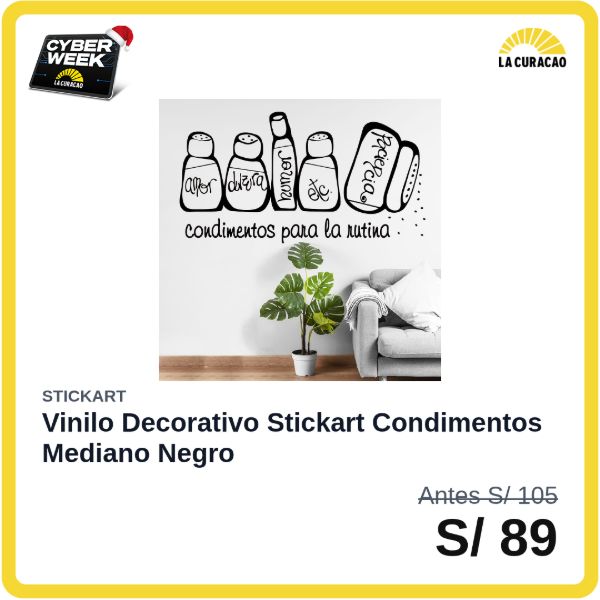 CYBER
WEEK
LA CURACAO
LA CURACAO
amor
dulzura
humor
etc.
paciencia
condimentos para la rutina
STICKART
Vinilo Decorativo Stickart Condimentos
Mediano Negro
Antes S/ 105
S/ 89